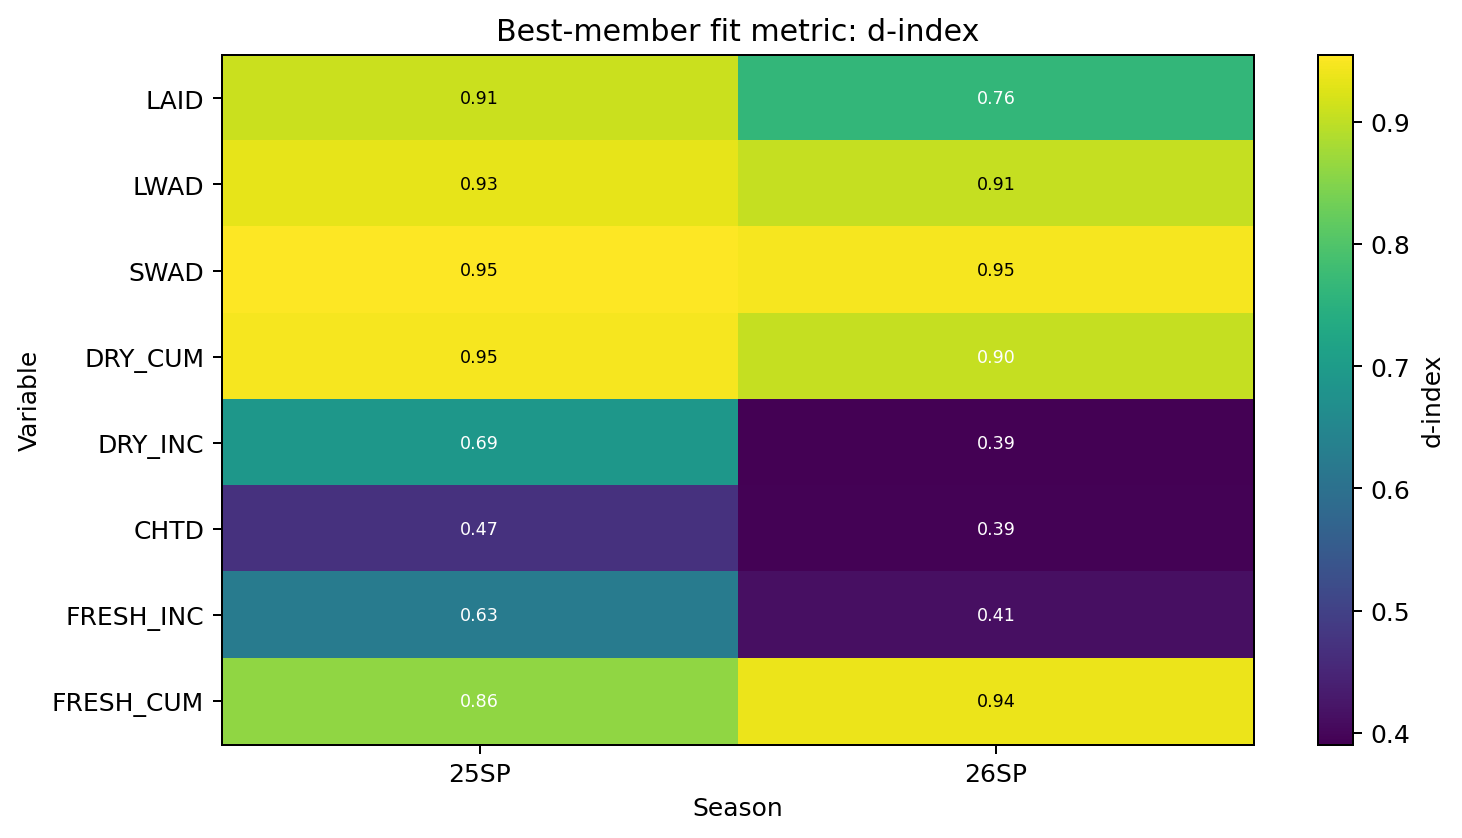 Best-member fit metric: d-index
LAID 0.91 0.76
LWAD 0.93 0.91
SWAD 0.95 0.95
DRY_CUM 0.95 0.90
DRY_INC 0.69 0.39
CHTD 0.47 0.39
FRESH_INC 0.63 0.41
FRESH_CUM 0.86 0.94
25SP 26SP
Season
Variable
0.9
0.8
0.7
0.6
0.5
0.4
d-index